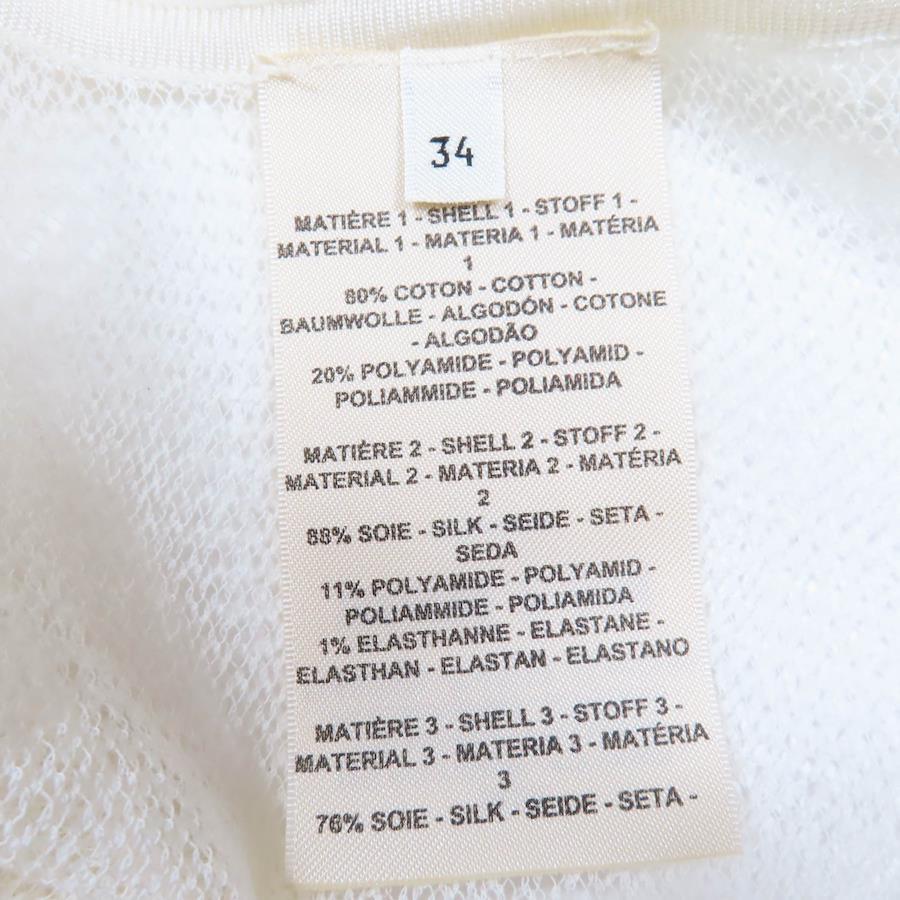 34
MATIÈRE 1 - SHELL 1 - STOFF 1 -
MATERIAL 1 - MATERIA 1 - MATÉRIA
1
80% COTON - COTTON -
BAUMWOLLE - ALGODÓN - COTONE
- ALGODÃO
20% POLYAMIDE - POLYAMID -
POLIAMMIDE - POLIAMIDA
MATIÈRE 2 - SHELL 2 - STOFF 2 -
MATERIAL 2 - MATERIA 2 - MATÉRIA
2
88% SOIE - SILK - SEIDE - SETA -
SEDA
11% POLYAMIDE - POLYAMID -
POLIAMMIDE - POLIAMIDA
1% ELASTHANNE - ELASTANE -
ELASTHAN - ELASTAN - ELASTANO
MATIÈRE 3 - SHELL 3 - STOFF 3 -
MATERIAL 3 - MATERIA 3 - MATÉRIA
3
76% SOIE - SILK - SEIDE - SETA -